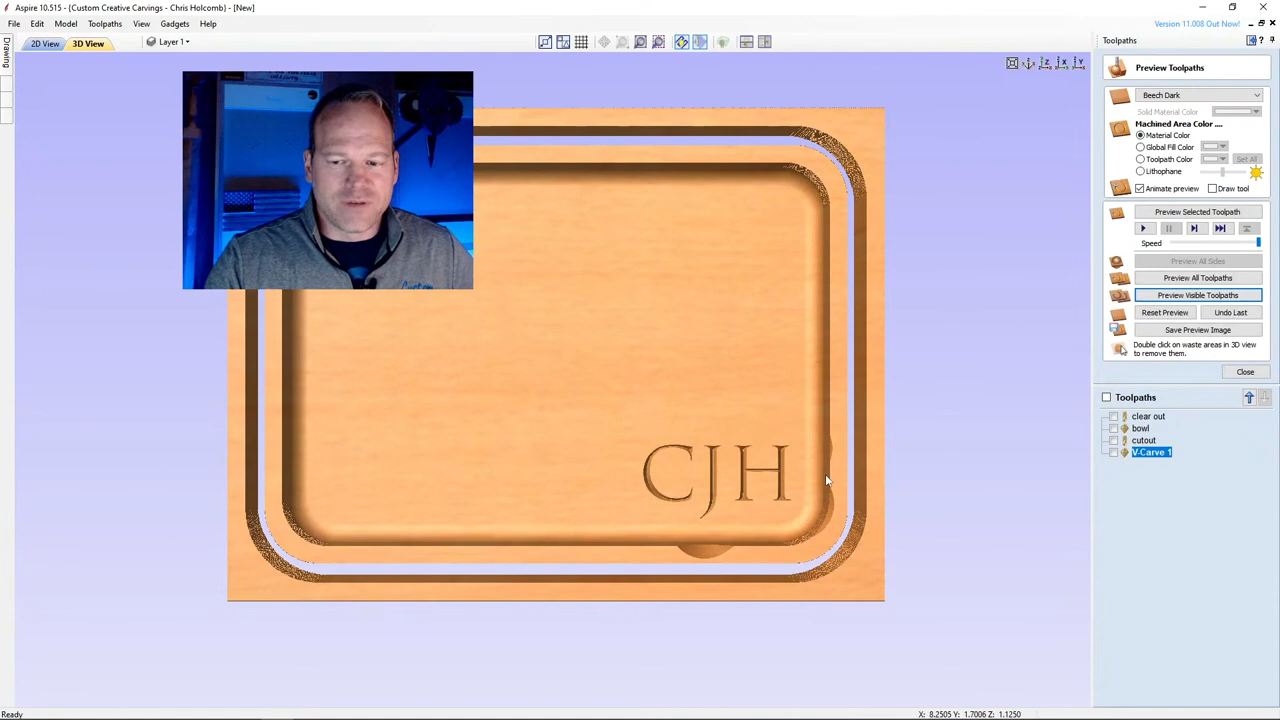 Aspire 10.515 - {Custom Creative Carvings - Chris Holcomb} - [New]
File Edit Model Toolpaths View Gadgets Help
Version 11.008 Out Now!
Drawing
2D View 3D View Layer 1
Toolpaths
Preview Toolpaths
Beech Dark
Solid Material Color
Machined Area Color ....
Material Color
Global Fill Color
Toolpath Color Set All
Lithophane
Animate preview Draw tool
Preview Selected Toolpath
Speed
Preview All Sides
Preview All Toolpaths
Preview Visible Toolpaths
Reset Preview Undo Last
Save Preview Image
Double click on waste areas in 3D view
to remove them.
Close
Toolpaths
clear out
bowl
cutout
V-Carve 1
CJH
Ready X: 8.2505 Y: 1.7006 Z: 1.1250